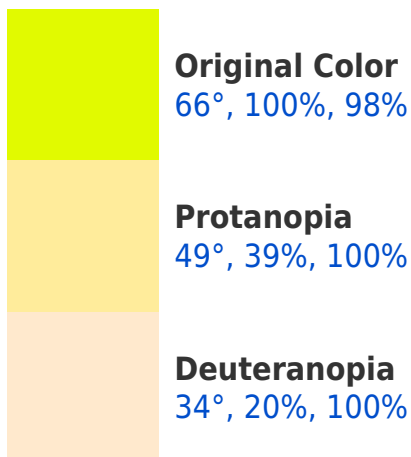 Original Color
66°, 100%, 98%
Protanopia
49°, 39%, 100%
Deuteranopia
34°, 20%, 100%